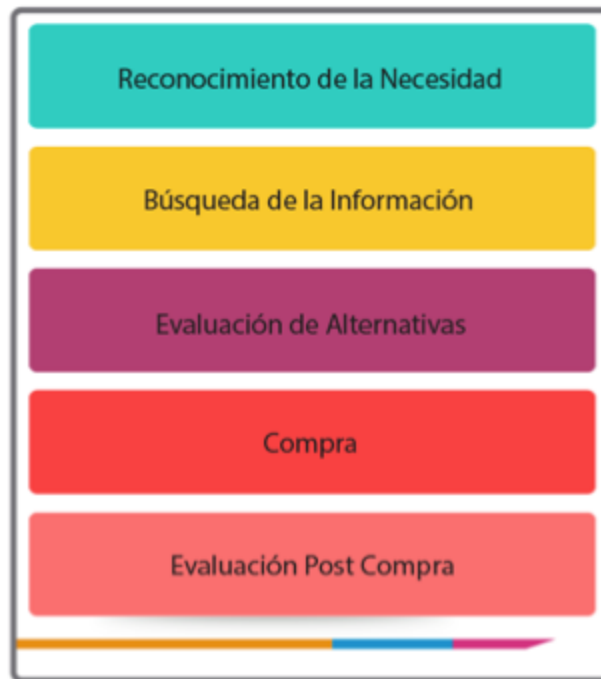 Reconocimiento de la Necesidad
Búsqueda de la Información
Evaluación de Alternativas
Compra
Evaluación Post Compra